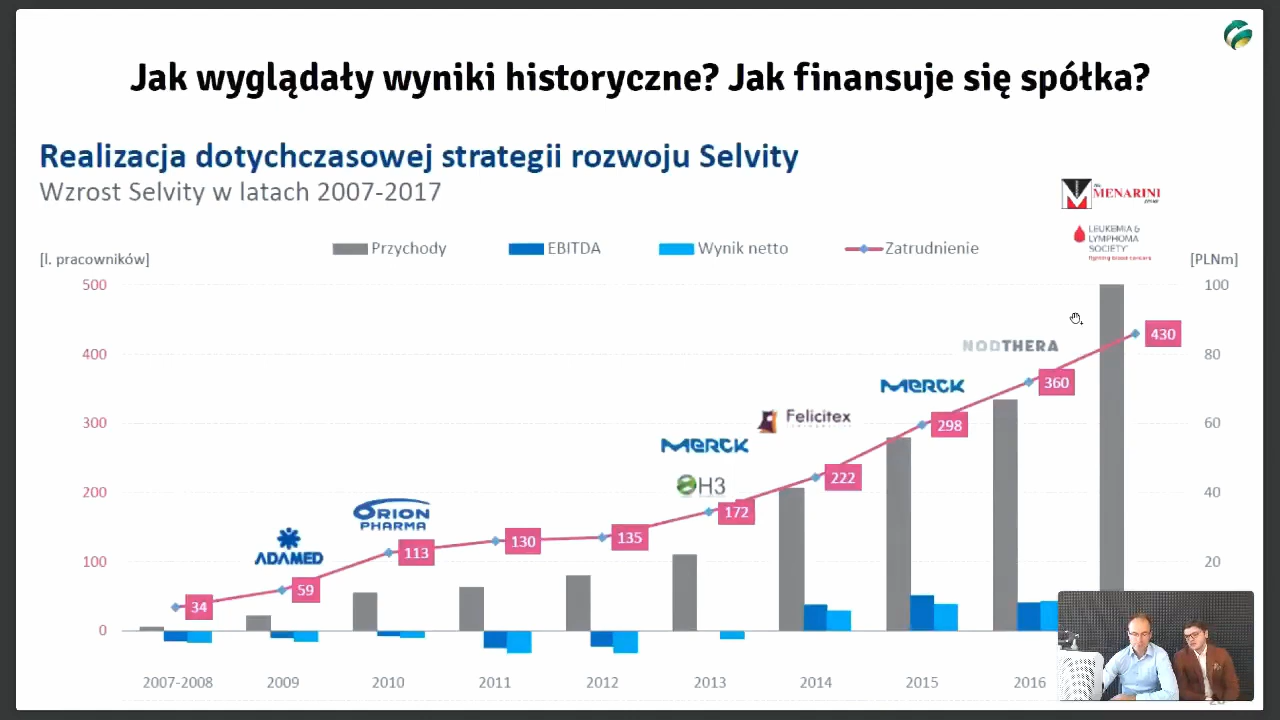 Jak wyglądały wyniki historyczne? Jak finansuje się spółka?
Realizacja dotychczasowej strategii rozwoju Selvity
Wzrost Selvity w latach 2007-2017
THE
MENARINI
GROUP
LEUKEMIA &
LYMPHOMA
SOCIETY
fighting blood cancers
Przychody EBITDA Wynik netto Zatrudnienie
[l. pracowników] [PLNm]
500 100
400 80
300 60
200 40
100 20
0
430
NODTHERA
360
MERCK
298
Felicitex
222
MERCK
H3
172
135
130
ORION
PHARMA
113
ADAMED
59
34
2007-2008 2009 2010 2011 2012 2013 2014 2015 2016